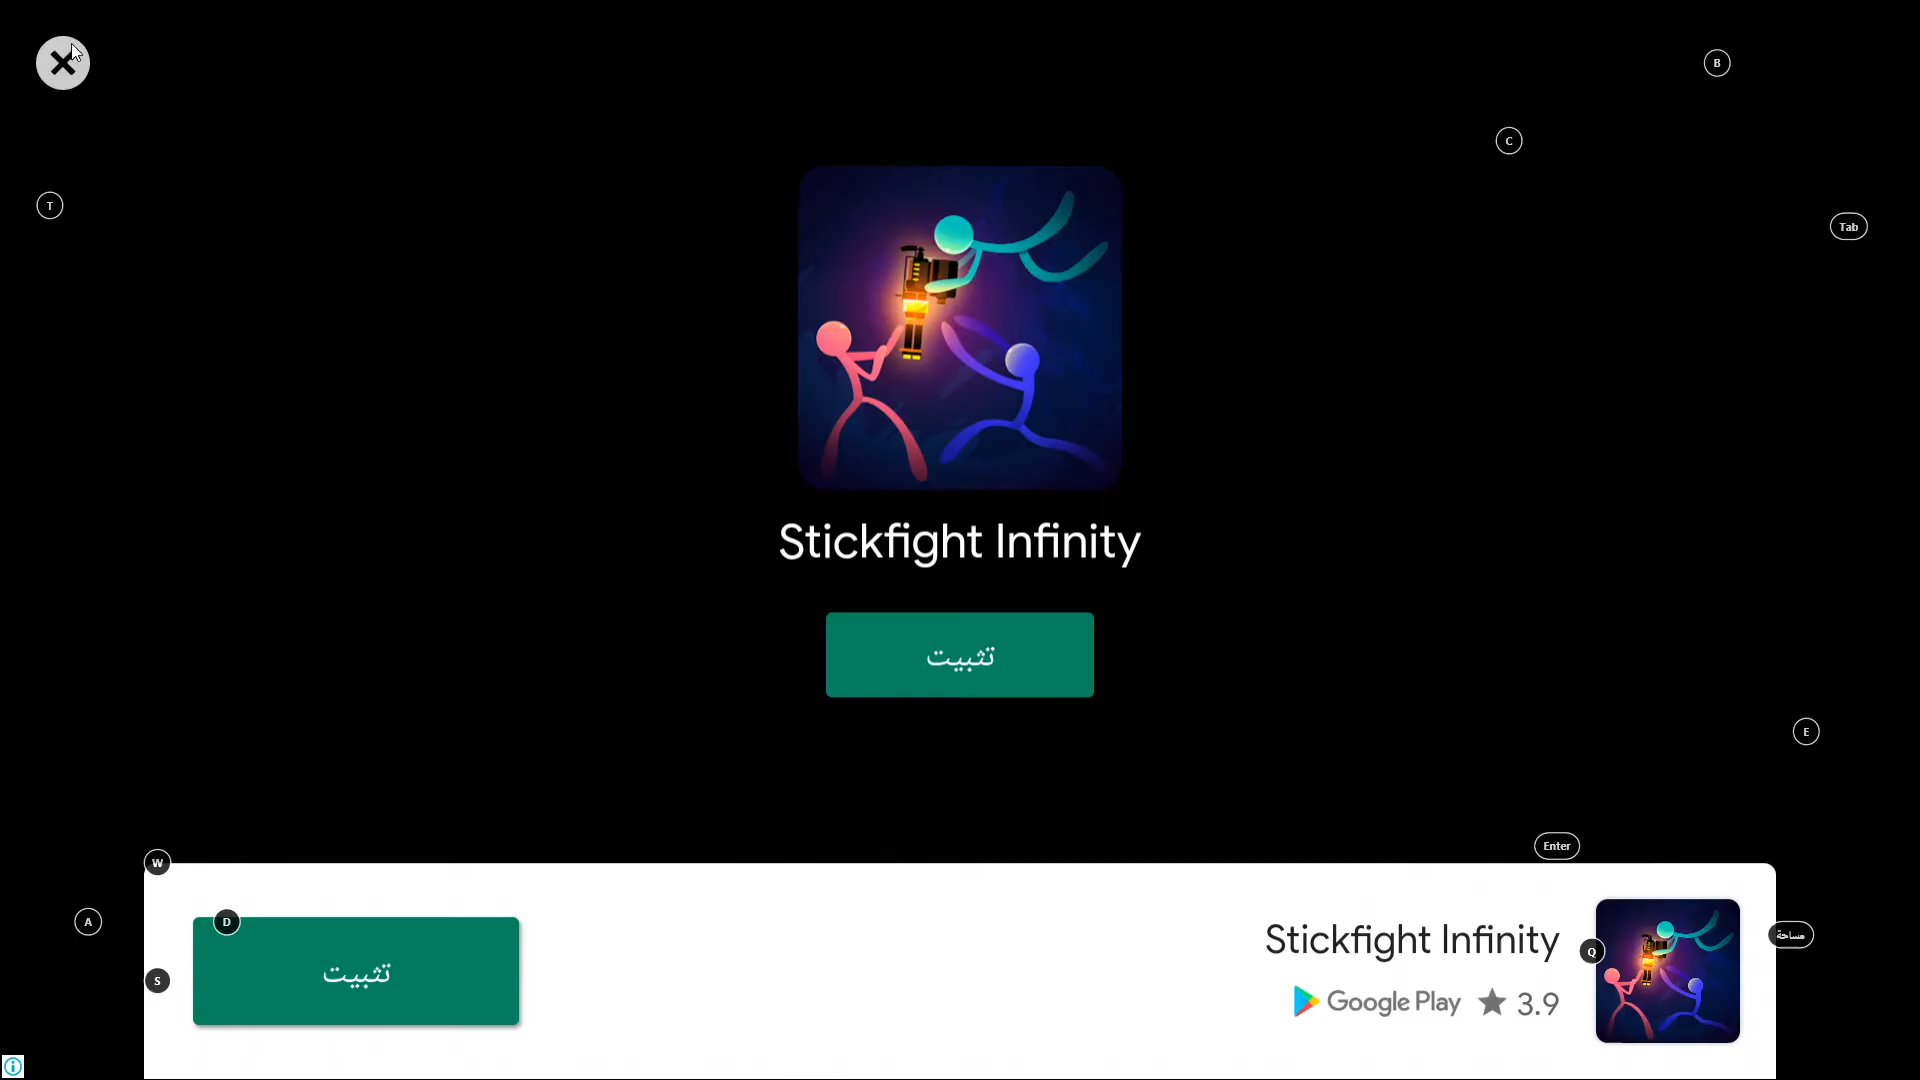 B
C
T
Tab
Stickfight Infinity
تثبيت
E
Enter
W
A
D
تثبيت
S
Stickfight Infinity
Google Play ★ 3.9
Q
مساحة